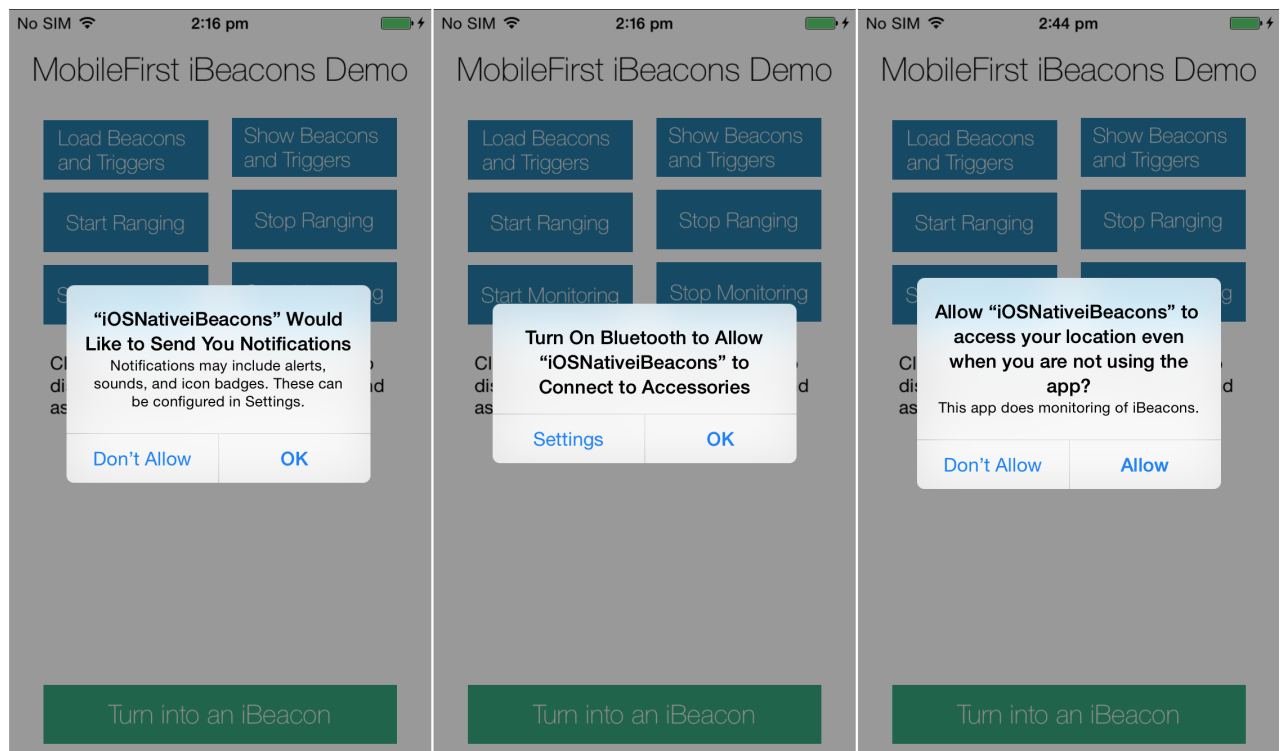 No SIM 2:16 pm
MobileFirst iBeacons Demo
Load Beacons
and Triggers
Show Beacons
and Triggers
Start Ranging
Stop Ranging
S
g
“iOSNativeiBeacons” Would
Like to Send You Notifications
Notifications may include alerts,
sounds, and icon badges. These can
be configured in Settings.
Don’t Allow
OK
Turn into an iBeacon
No SIM 2:16 pm
MobileFirst iBeacons Demo
Load Beacons
and Triggers
Show Beacons
and Triggers
Start Ranging
Stop Ranging
Start Monitoring
Stop Monitoring
Turn On Bluetooth to Allow
“iOSNativeiBeacons” to
Connect to Accessories
Settings
OK
Turn into an iBeacon
No SIM 2:44 pm
MobileFirst iBeacons Demo
Load Beacons
and Triggers
Show Beacons
and Triggers
Start Ranging
Stop Ranging
S
g
Allow “iOSNativeiBeacons” to
access your location even
when you are not using the
app?
This app does monitoring of iBeacons.
Don’t Allow
Allow
Turn into an iBeacon